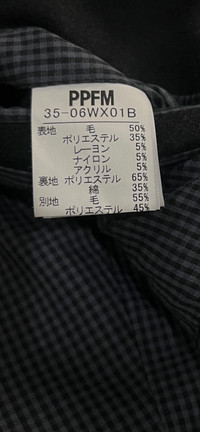 PPFM
35-06WX01B
表地 毛 50%
ポリエステル 35%
レーヨン 5%
ナイロン 5%
アクリル 5%
裏地 ポリエステル 65%
綿 35%
別地 毛 55%
ポリエステル 45%